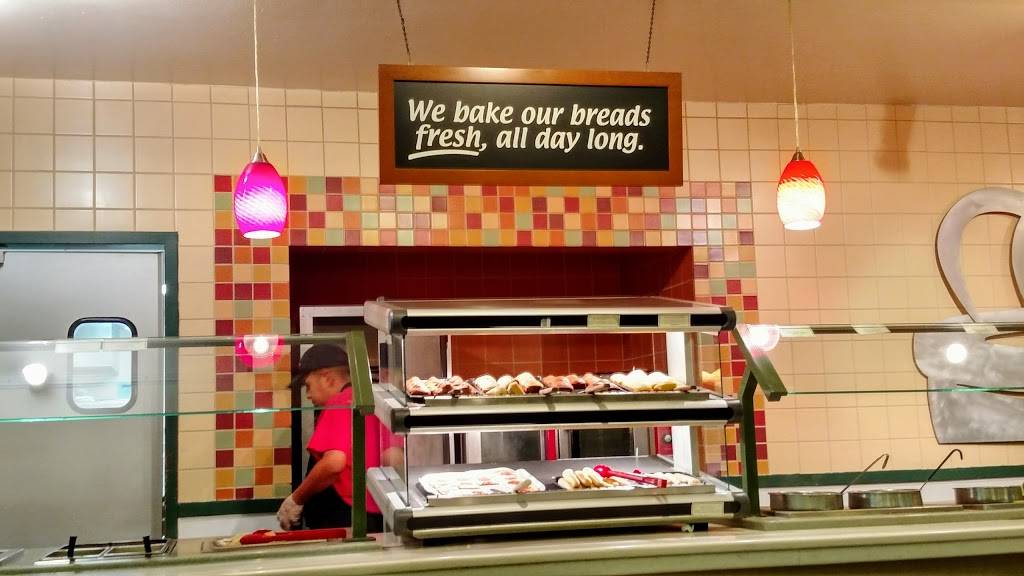 We bake our breads
fresh, all day long.